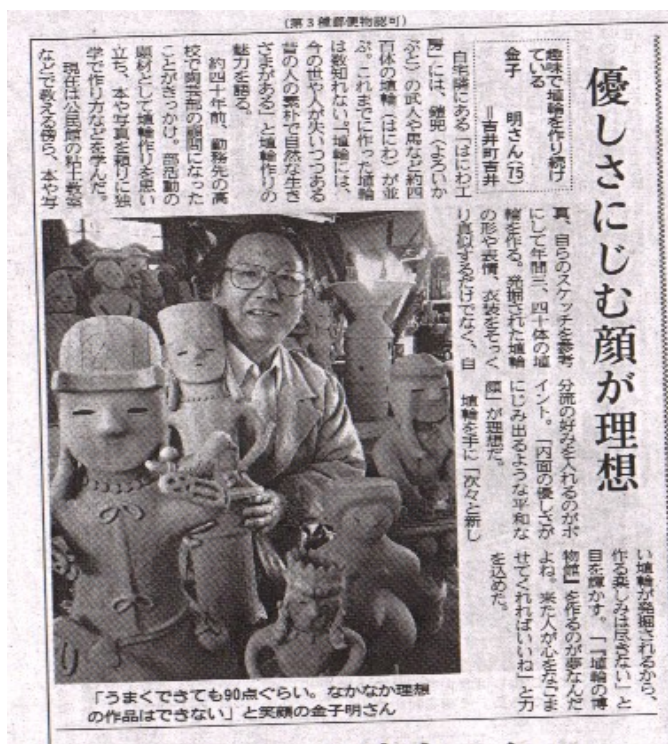 (第3種郵便物認可)
優しさにじむ顔が理想
趣味で埴輪を作り続け
ている
金子 明さん(75)
=吉井町吉井
自宅隣にある「はにわ工
房」には、鎧兜(よろいか
ぶと)の武人や馬など約四
百体の埴輪(はにわ)が並
ぶ。これまでに作った埴輪
は数知れない。「埴輪には、
今の世や人が失いつつある
昔の人の素朴で自然な生き
ざまがある」と埴輪作りの
魅力を語る。
約四十年前、勤務先の高
校で陶芸部の顧問になった
ことがきっかけ。部活動の
題材として埴輪作りを思い
立ち、本や写真を頼りに独
学で作り方などを学んだ。
現在は公民館の粘土教室
などで教える傍ら、本や写
真、自らのスケッチを参考
にして年間三、四十体の埴
輪を作る。発掘された埴輪
の形や表情、衣装をそっく
り真似するだけでなく、自
分流の好みを入れるのがポ
イント。「内面の優しさが
にじみ出るような平和な
顔」が理想だ。
埴輪を手に「次々と新し
い埴輪が発掘されるから、
作る楽しみは尽きない」と
目を輝かす。「『埴輪の博
物館』を作るのが夢なんだ
よね。来た人が心をなごま
せてくれればいいね」と力
を込めた。
「うまくできても90点ぐらい。なかなか理想
の作品はできない」と笑顔の金子明さん